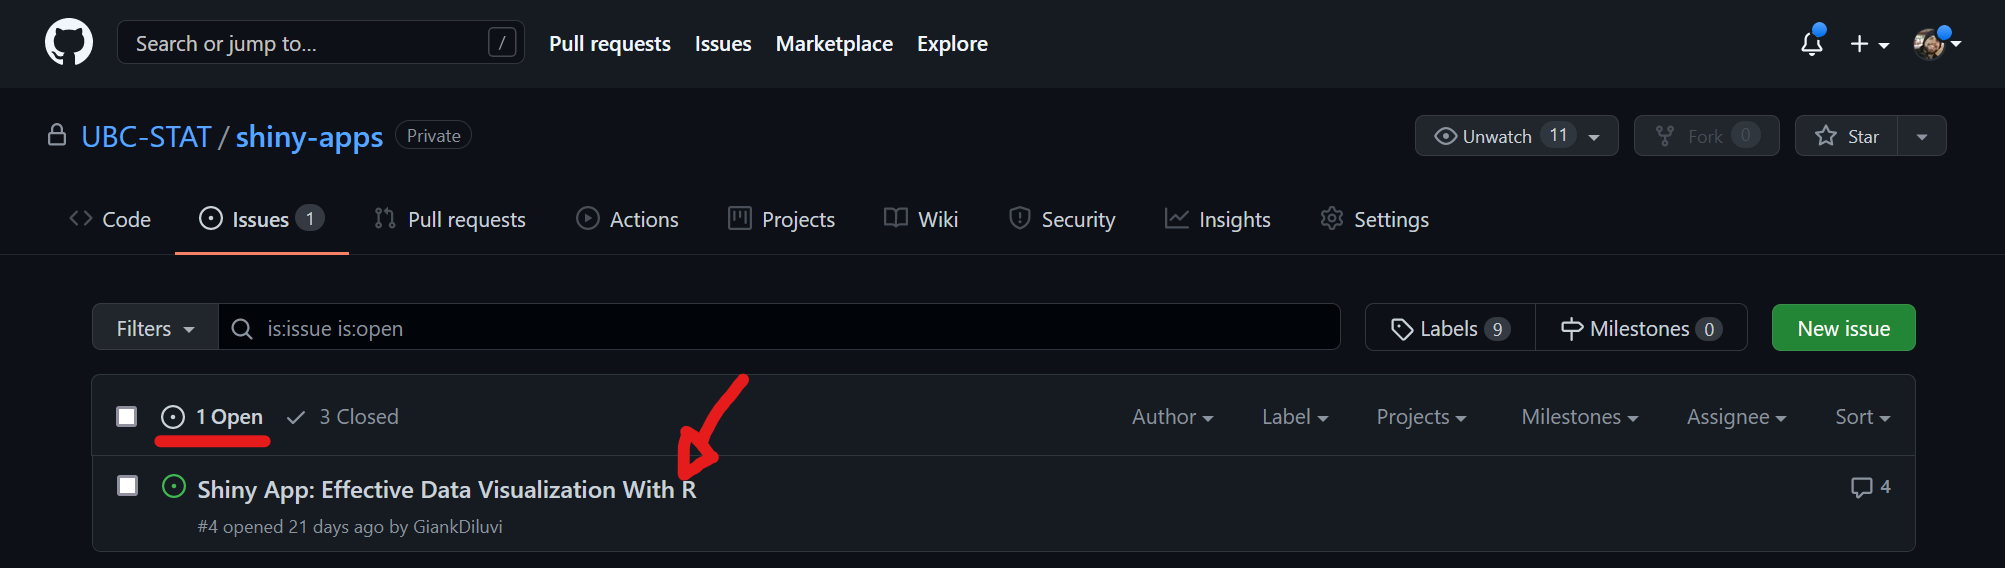 Search or jump to... / Pull requests Issues Marketplace Explore
UBC-STAT / shiny-apps Private Unwatch 11 Fork 0 Star
Code Issues 1 Pull requests Actions Projects Wiki Security Insights Settings
Filters is:issue is:open Labels 9 Milestones 0 New issue
1 Open 3 Closed Author Label Projects Milestones Assignee Sort
Shiny App: Effective Data Visualization With R 4
#4 opened 21 days ago by GiankDiluvi